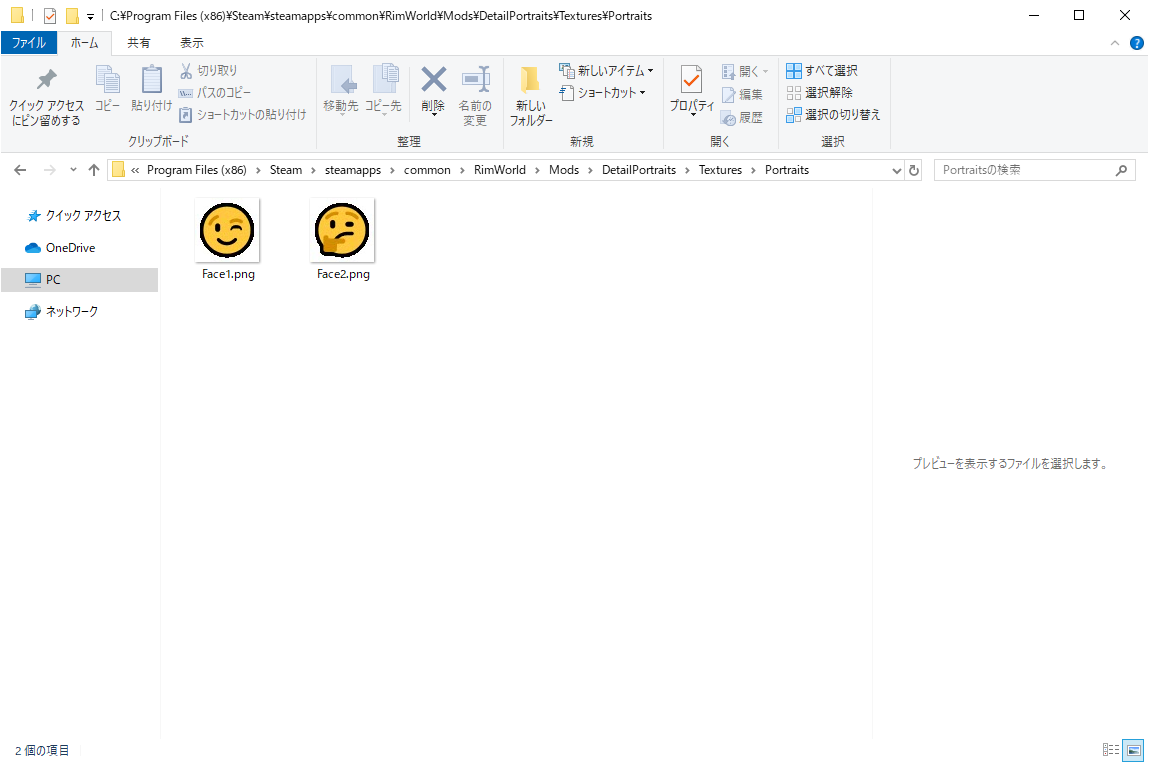 C:¥Program Files (x86)¥Steam¥steamapps¥common¥RimWorld¥Mods¥DetailPortraits¥Textures¥Portraits
ファイル ホーム 共有 表示
クイック アクセス
にピン留めする
コピー
貼り付け
切り取り
パスのコピー
ショートカットの貼り付け
クリップボード
移動先
コピー先
削除
名前の
変更
整理
新しい
フォルダー
新しいアイテム
ショートカット
新規
プロパティ
開く
編集
履歴
開く
すべて選択
選択解除
選択の切り替え
選択
« Program Files (x86) › Steam › steamapps › common › RimWorld › Mods › DetailPortraits › Textures › Portraits
Portraitsの検索
クイック アクセス
OneDrive
PC
ネットワーク
Face1.png
Face2.png
プレビューを表示するファイルを選択します。
2 個の項目